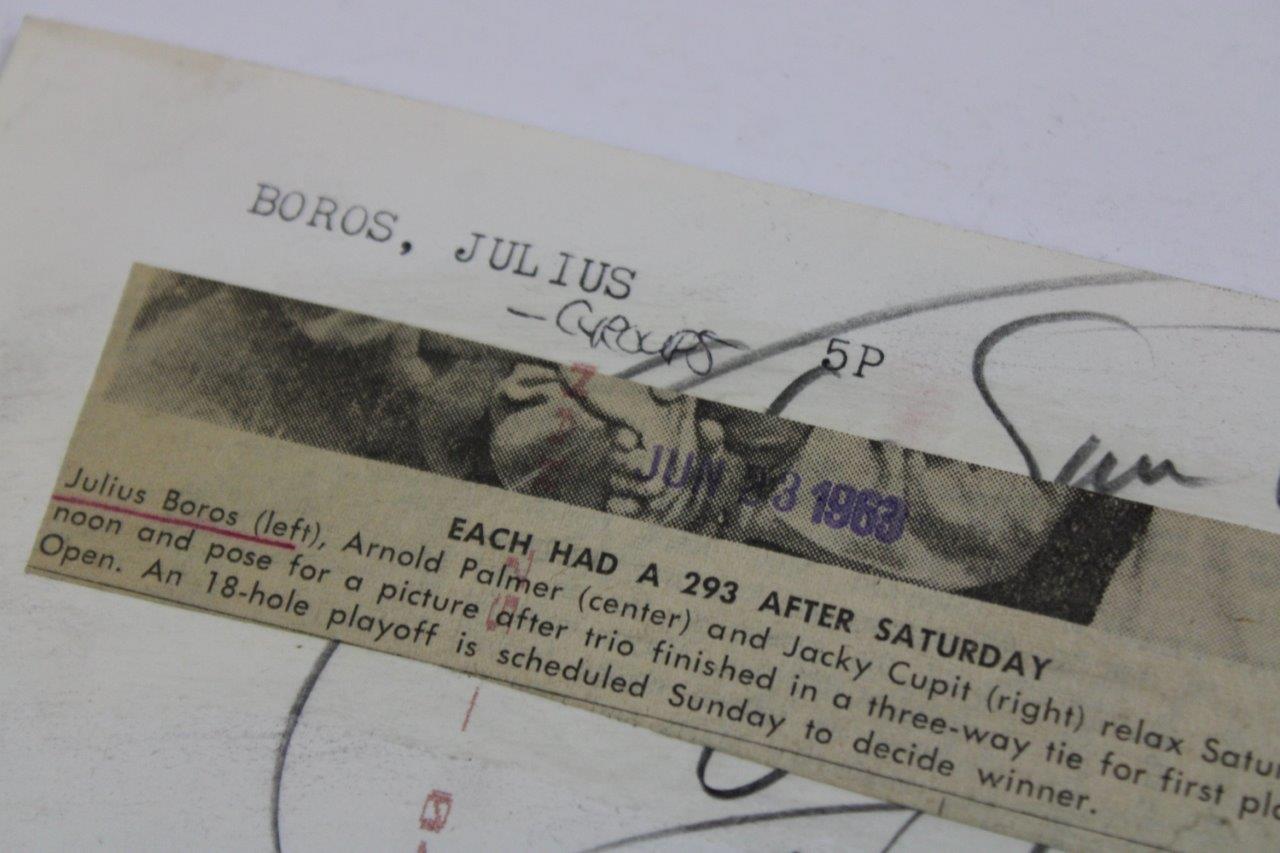 BOROS, JULIUS
-GROUPS
5P
JUN 23 1963
EACH HAD A 293 AFTER SATURDAY
Julius Boros (left), Arnold Palmer (center) and Jacky Cupit (right) relax Satur
noon and pose for a picture after trio finished in a three-way tie for first pla
Open. An 18-hole playoff is scheduled Sunday to decide winner.